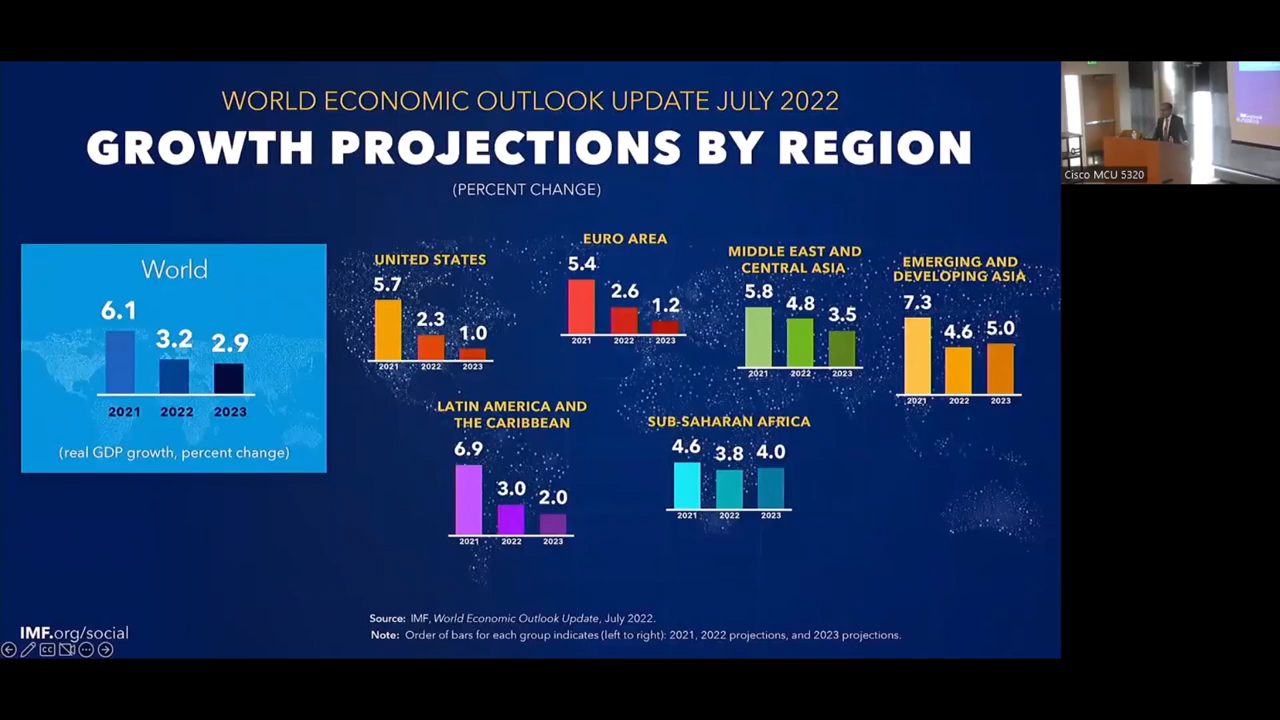 WORLD ECONOMIC OUTLOOK UPDATE JULY 2022
GROWTH PROJECTIONS BY REGION
(PERCENT CHANGE)
World
6.1
3.2
2.9
2021
2022
2023
(real GDP growth, percent change)
UNITED STATES
5.7
2.3
1.0
2021
2022
2023
EURO AREA
5.4
2.6
1.2
2021
2022
2023
MIDDLE EAST AND
CENTRAL ASIA
5.8
4.8
3.5
2021
2022
2023
EMERGING AND
DEVELOPING ASIA
7.3
4.6
5.0
2021
2022
2023
LATIN AMERICA AND
THE CARIBBEAN
6.9
3.0
2.0
2021
2022
2023
SUB-SAHARAN AFRICA
4.6
3.8
4.0
2021
2022
2023
Source: IMF, World Economic Outlook Update, July 2022.
Note: Order of bars for each group indicates (left to right): 2021, 2022 projections, and 2023 projections.
IMF.org/social
CC
Cisco MCU 5320